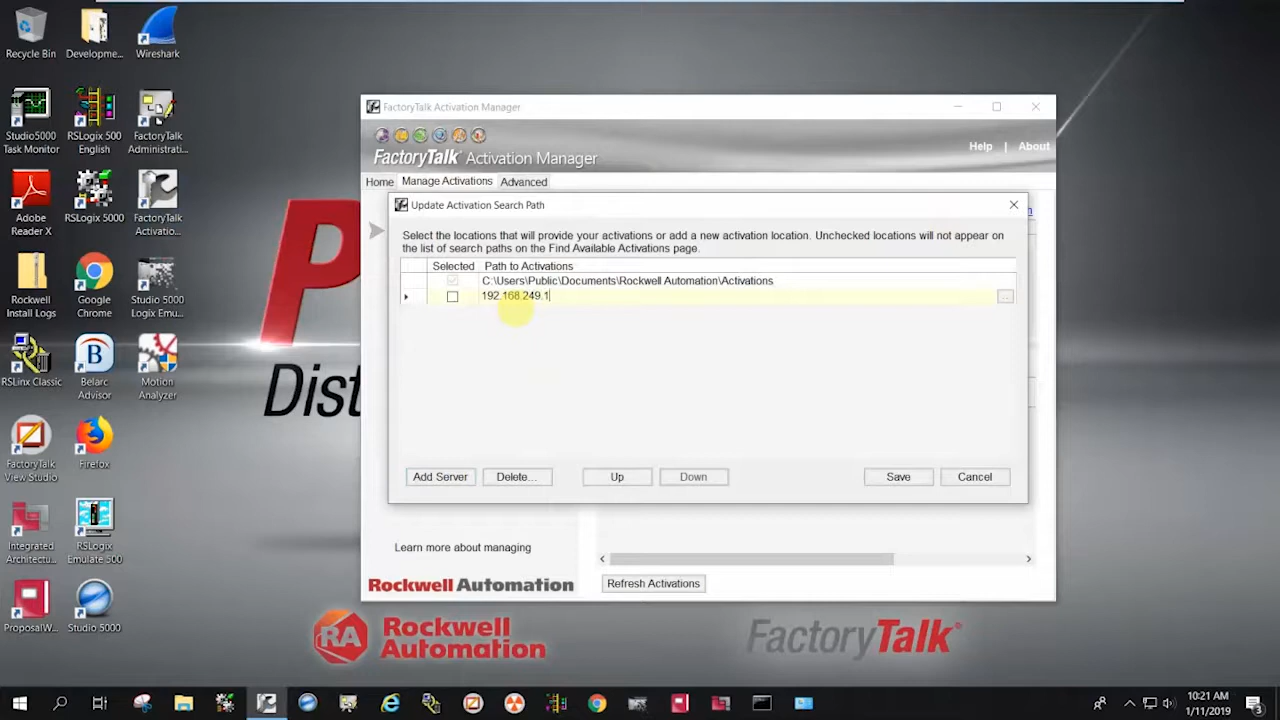 Recycle Bin
Developme...
Wireshark
Studio5000
Task Monitor
RSLogix 500
English
FactoryTalk
Administrati...
Adobe
Reader X
RSLogix 5000
FactoryTalk
Activatio...
Rockwell
Install Logs
Google
Chrome
Studio 5000
Logix Emu...
RSLinx Classic
Belarc
Advisor
Motion
Analyzer
FactoryTalk
View Studio
Firefox
Integrated
Architectu...
RSLogix
Emulate 500
ProposalW...
Studio 5000
P
Dist
FactoryTalk Activation Manager
Help | About
FactoryTalk® Activation Manager
Home Manage Activations Advanced
Update Activation Search Path
Select the locations that will provide your activations or add a new activation location. Unchecked locations will not appear on
the list of search paths on the Find Available Activations page.
Selected Path to Activations
C:\Users\Public\Documents\Rockwell Automation\Activations
192.168.249.1
...
Add Server Delete... Up Down Save Cancel
Learn more about managing
Rockwell Automation
Refresh Activations
RA
Rockwell
Automation
FactoryTalk®
10:21 AM
1/11/2019
3